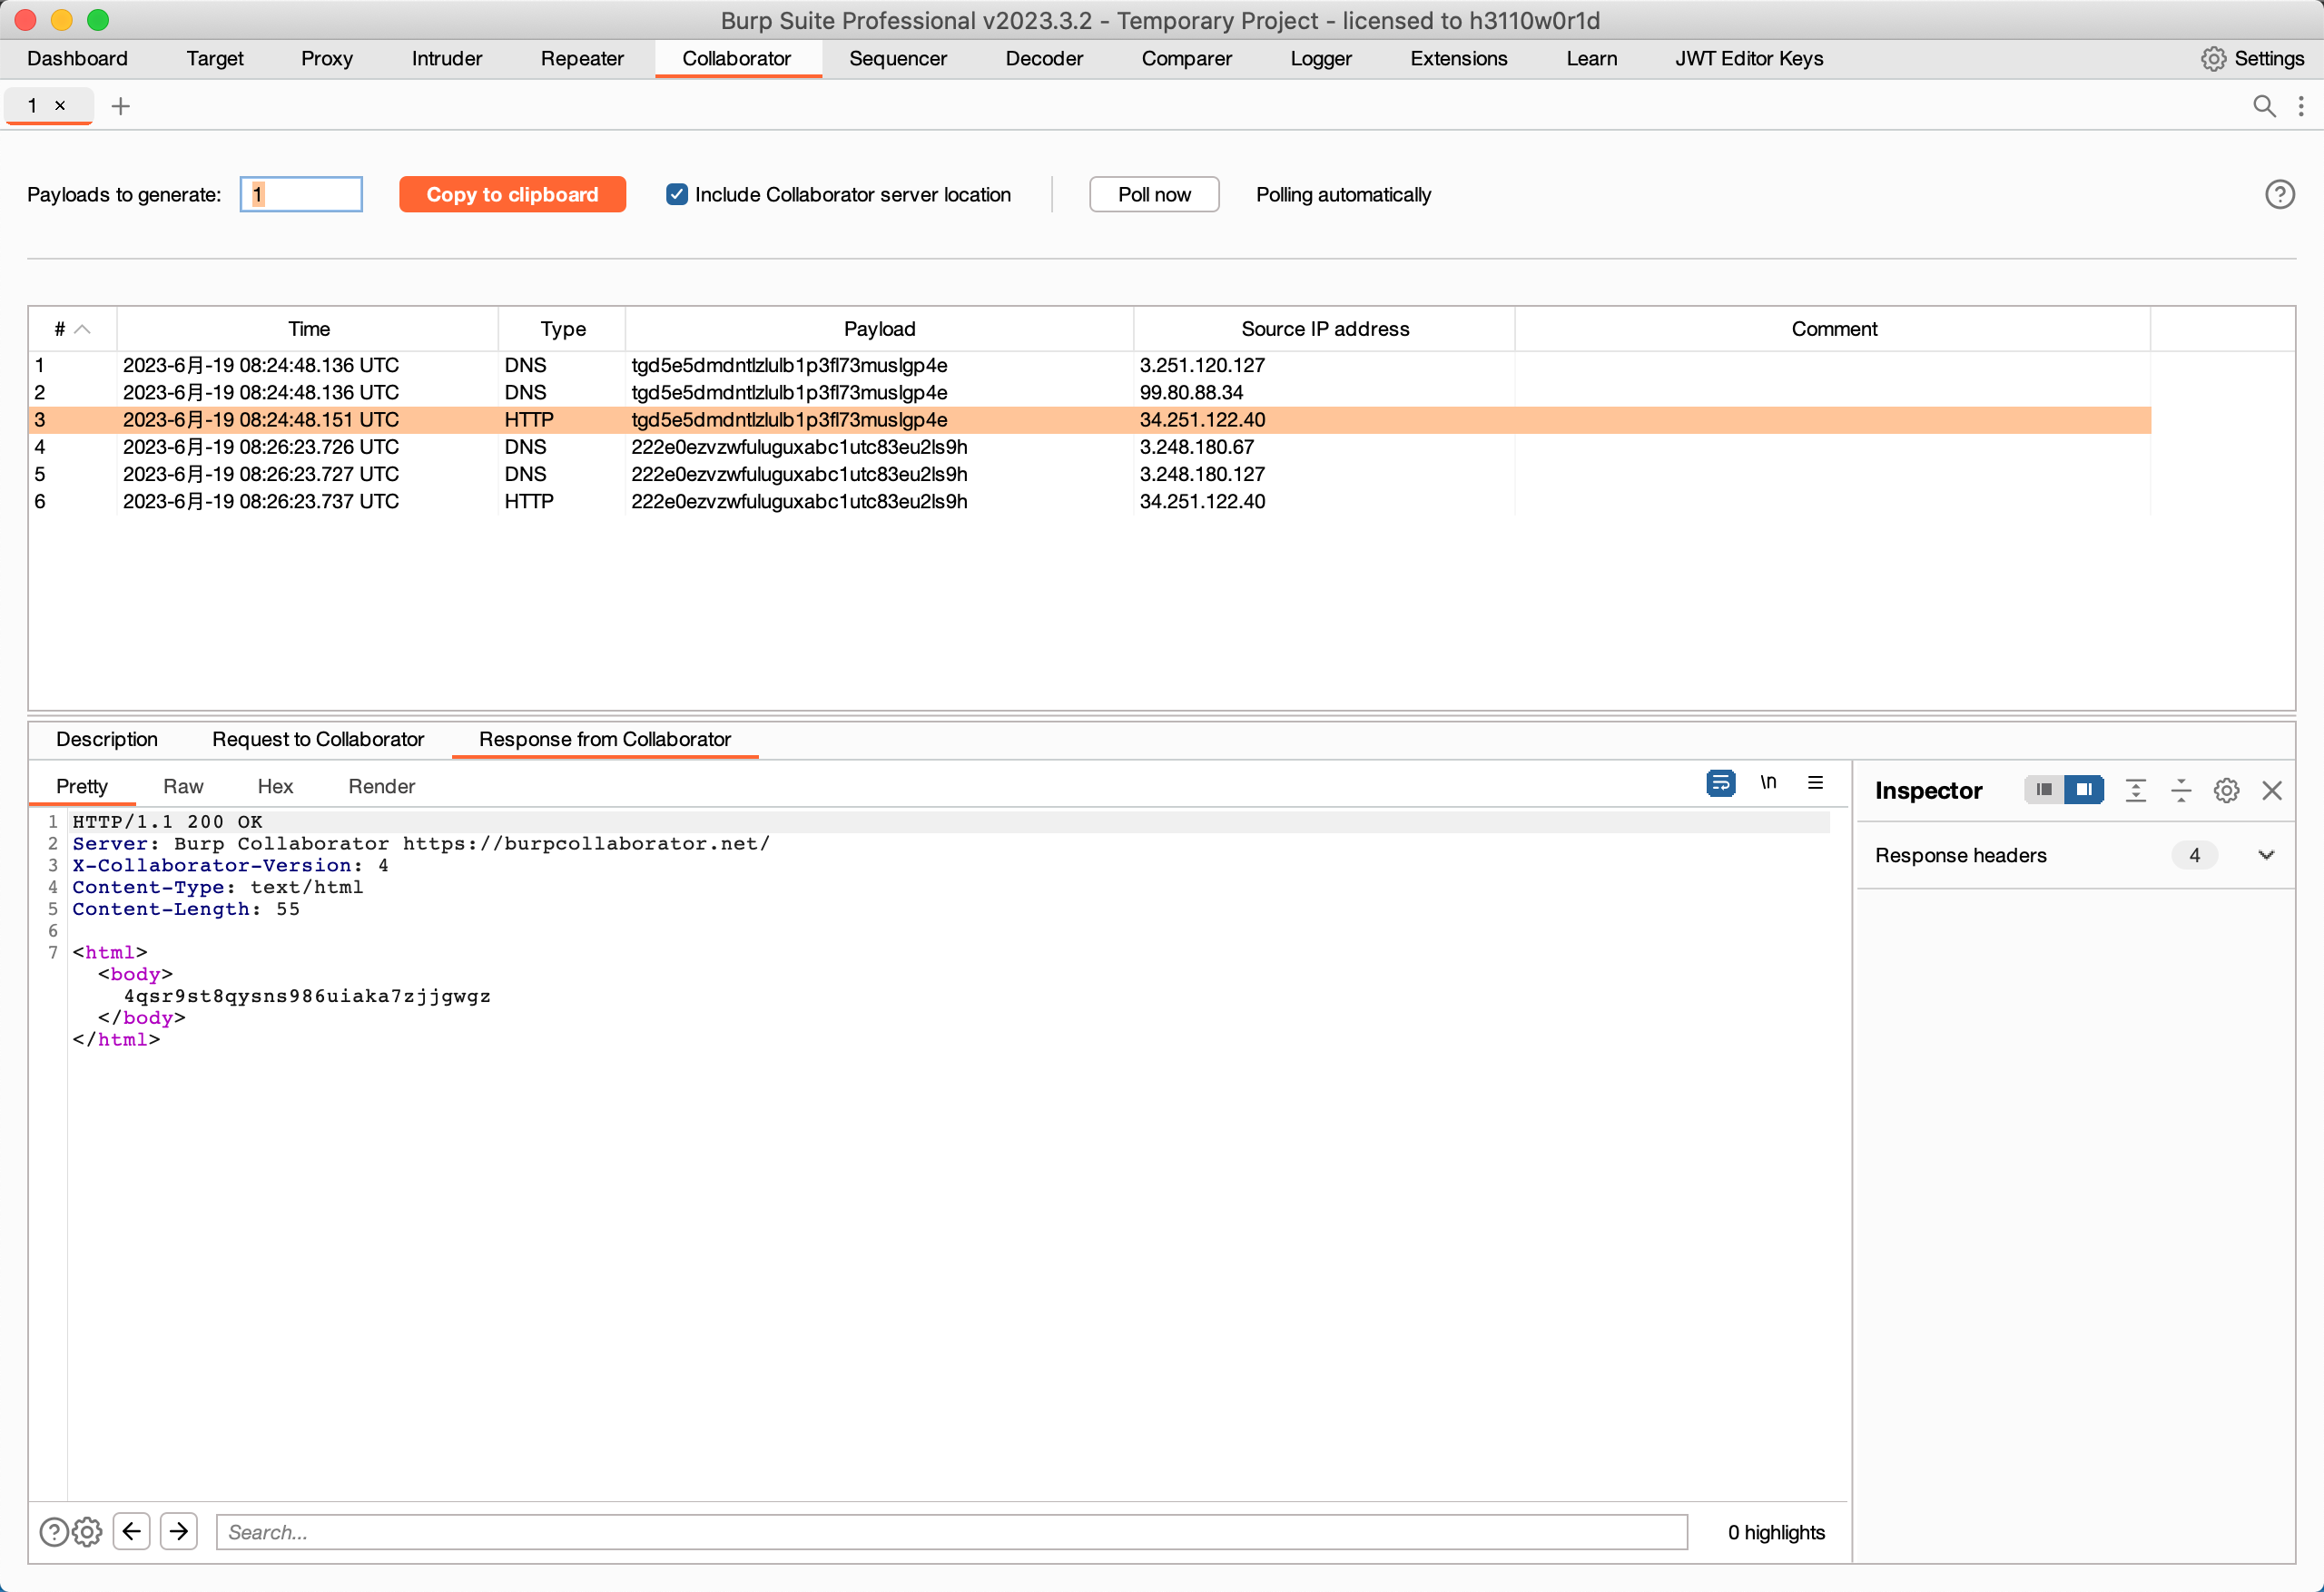 Burp Suite Professional v2023.3.2 - Temporary Project - licensed to h3110w0r1d
Dashboard Target Proxy Intruder Repeater Collaborator Sequencer Decoder Comparer Logger Extensions Learn JWT Editor Keys Settings
1 × +
Payloads to generate: 1 Copy to clipboard Include Collaborator server location Poll now Polling automatically ?
# Time Type Payload Source IP address Comment
1 2023-6月-19 08:24:48.136 UTC DNS tgd5e5dmdntlzlulb1p3fl73muslgp4e 3.251.120.127
2 2023-6月-19 08:24:48.136 UTC DNS tgd5e5dmdntlzlulb1p3fl73muslgp4e 99.80.88.34
3 2023-6月-19 08:24:48.151 UTC HTTP tgd5e5dmdntlzlulb1p3fl73muslgp4e 34.251.122.40
4 2023-6月-19 08:26:23.726 UTC DNS 222e0ezvzwfuluguxabc1utc83eu2ls9h 3.248.180.67
5 2023-6月-19 08:26:23.727 UTC DNS 222e0ezvzwfuluguxabc1utc83eu2ls9h 3.248.180.127
6 2023-6月-19 08:26:23.737 UTC HTTP 222e0ezvzwfuluguxabc1utc83eu2ls9h 34.251.122.40
Description Request to Collaborator Response from Collaborator
Pretty Raw Hex Render \n
Inspector
Response headers 4
1 HTTP/1.1 200 OK
2 Server: Burp Collaborator https://burpcollaborator.net/
3 X-Collaborator-Version: 4
4 Content-Type: text/html
5 Content-Length: 55
6
7 <html>
<body>
4qsr9st8qysns986uiaka7zjjgwgz
</body>
</html>
? Search... 0 highlights